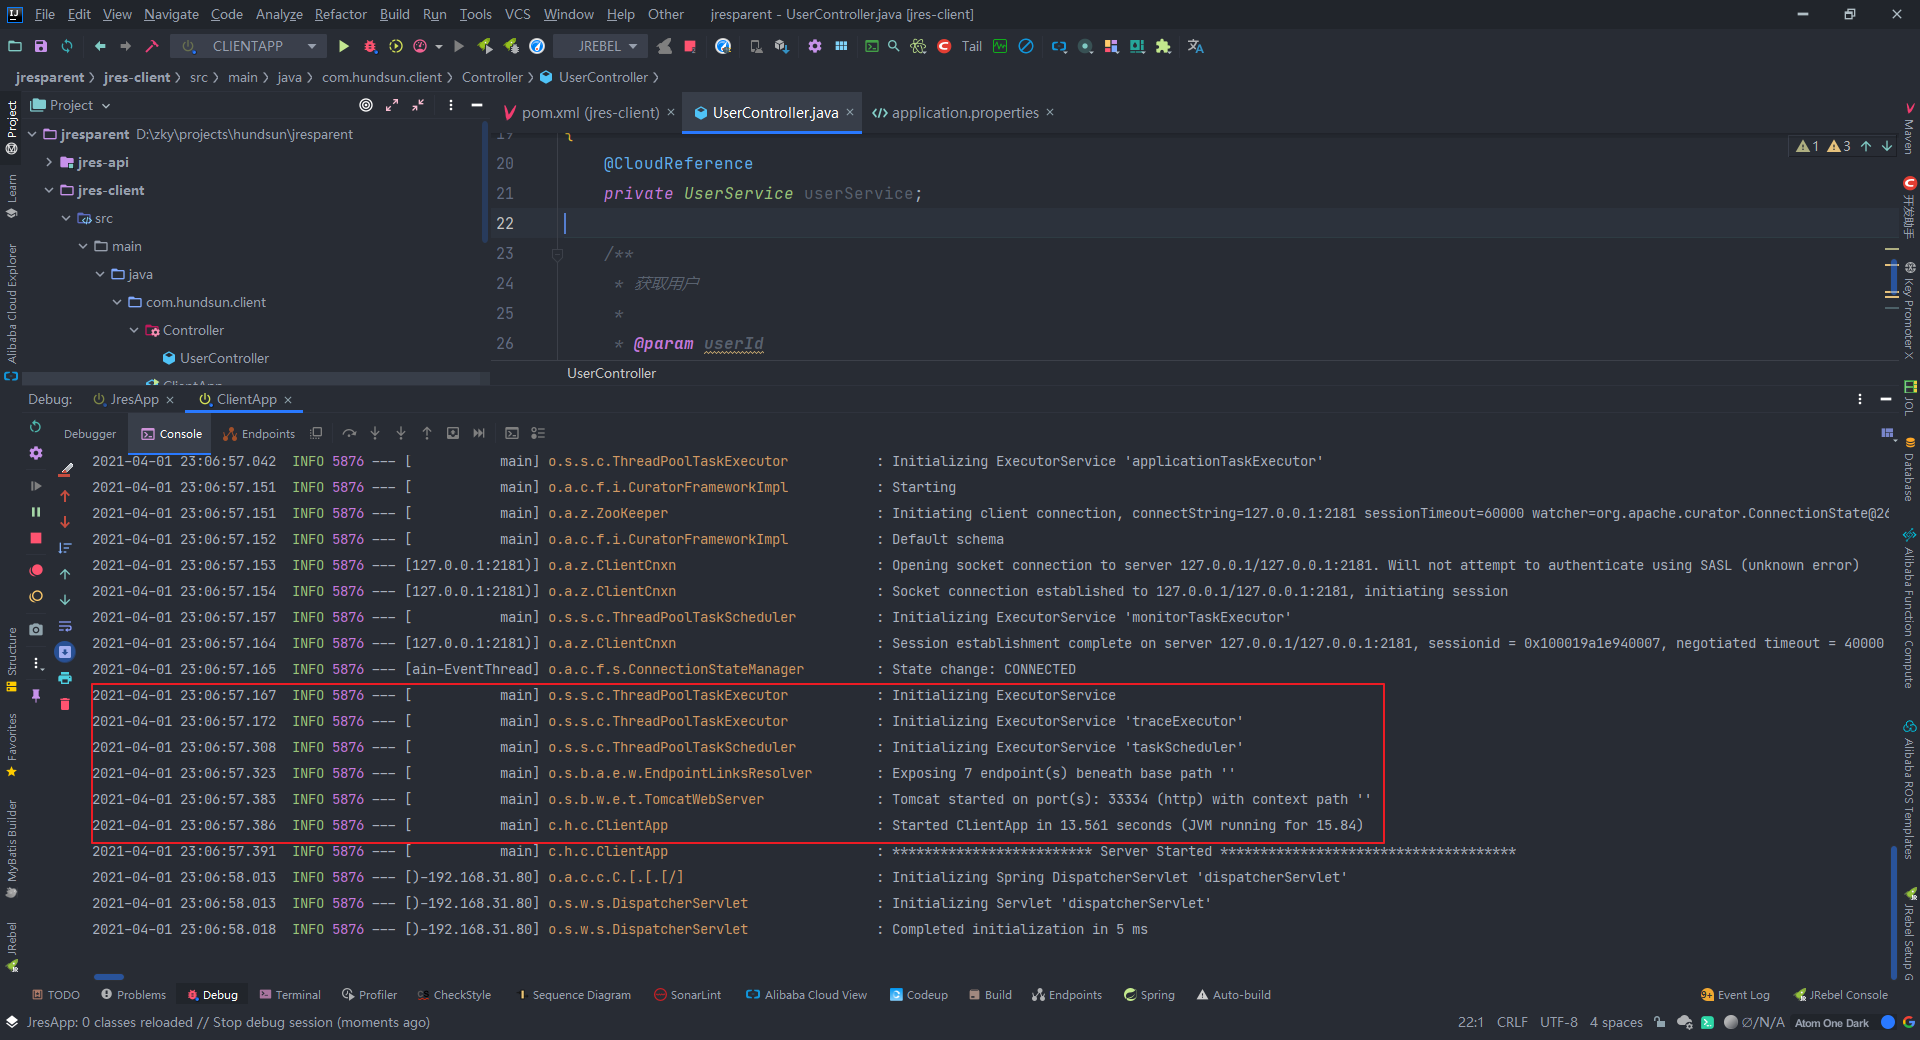 File Edit View Navigate Code Analyze Refactor Build Run Tools VCS Window Help Other jresparent - UserController.java [jres-client]
CLIENTAPP JREBEL Tail
jresparent jres-client src main java com.hundsun.client Controller UserController
Project
pom.xml (jres-client) UserController.java application.properties
jresparent D:\zky\projects\hundsun\jresparent
jres-api
jres-client
src
main
java
com.hundsun.client
Controller
UserController
ClientApp
19 {
20 @CloudReference
21 private UserService userService;
22
23 /**
24 * 获取用户
25 *
26 * @param userId
1 3
UserController
Debug: JresApp ClientApp
Debugger Console Endpoints
2021-04-01 23:06:57.042 INFO 5876 --- [ main] o.s.s.c.ThreadPoolTaskExecutor : Initializing ExecutorService 'applicationTaskExecutor'
2021-04-01 23:06:57.151 INFO 5876 --- [ main] o.a.c.f.i.CuratorFrameworkImpl : Starting
2021-04-01 23:06:57.151 INFO 5876 --- [ main] o.a.z.ZooKeeper : Initiating client connection, connectString=127.0.0.1:2181 sessionTimeout=60000 watcher=org.apache.curator.ConnectionState@26
2021-04-01 23:06:57.152 INFO 5876 --- [ main] o.a.c.f.i.CuratorFrameworkImpl : Default schema
2021-04-01 23:06:57.153 INFO 5876 --- [127.0.0.1:2181)] o.a.z.ClientCnxn : Opening socket connection to server 127.0.0.1/127.0.0.1:2181. Will not attempt to authenticate using SASL (unknown error)
2021-04-01 23:06:57.154 INFO 5876 --- [127.0.0.1:2181)] o.a.z.ClientCnxn : Socket connection established to 127.0.0.1/127.0.0.1:2181, initiating session
2021-04-01 23:06:57.157 INFO 5876 --- [ main] o.s.s.c.ThreadPoolTaskScheduler : Initializing ExecutorService 'monitorTaskExecutor'
2021-04-01 23:06:57.164 INFO 5876 --- [127.0.0.1:2181)] o.a.z.ClientCnxn : Session establishment complete on server 127.0.0.1/127.0.0.1:2181, sessionid = 0x100019a1e940007, negotiated timeout = 40000
2021-04-01 23:06:57.165 INFO 5876 --- [ain-EventThread] o.a.c.f.s.ConnectionStateManager : State change: CONNECTED
2021-04-01 23:06:57.167 INFO 5876 --- [ main] o.s.s.c.ThreadPoolTaskExecutor : Initializing ExecutorService
2021-04-01 23:06:57.172 INFO 5876 --- [ main] o.s.s.c.ThreadPoolTaskExecutor : Initializing ExecutorService 'traceExecutor'
2021-04-01 23:06:57.308 INFO 5876 --- [ main] o.s.s.c.ThreadPoolTaskScheduler : Initializing ExecutorService 'taskScheduler'
2021-04-01 23:06:57.323 INFO 5876 --- [ main] o.s.b.a.e.w.EndpointLinksResolver : Exposing 7 endpoint(s) beneath base path ''
2021-04-01 23:06:57.383 INFO 5876 --- [ main] o.s.b.w.e.t.TomcatWebServer : Tomcat started on port(s): 33334 (http) with context path ''
2021-04-01 23:06:57.386 INFO 5876 --- [ main] c.h.c.ClientApp : Started ClientApp in 13.561 seconds (JVM running for 15.84)
2021-04-01 23:06:57.391 INFO 5876 --- [ main] c.h.c.ClientApp : ************************* Server Started *************************************
2021-04-01 23:06:58.013 INFO 5876 --- [)-192.168.31.80] o.a.c.c.C.[.[.[/] : Initializing Spring DispatcherServlet 'dispatcherServlet'
2021-04-01 23:06:58.013 INFO 5876 --- [)-192.168.31.80] o.s.w.s.DispatcherServlet : Initializing Servlet 'dispatcherServlet'
2021-04-01 23:06:58.018 INFO 5876 --- [)-192.168.31.80] o.s.w.s.DispatcherServlet : Completed initialization in 5 ms
TODO Problems Debug Terminal Profiler CheckStyle Sequence Diagram SonarLint Alibaba Cloud View Codeup Build Endpoints Spring Auto-build 9+ Event Log JRebel Console
JresApp: 0 classes reloaded // Stop debug session (moments ago) 22:1 CRLF UTF-8 4 spaces ∅/N/A Atom One Dark
Project
Learn
Alibaba Cloud Explorer
Structure
Favorites
MyBatis Builder
JRebel
Maven
开发助手
Key Promoter X
JOL
Database
Alibaba Function Compute
Alibaba ROS Templates
JRebel Setup G